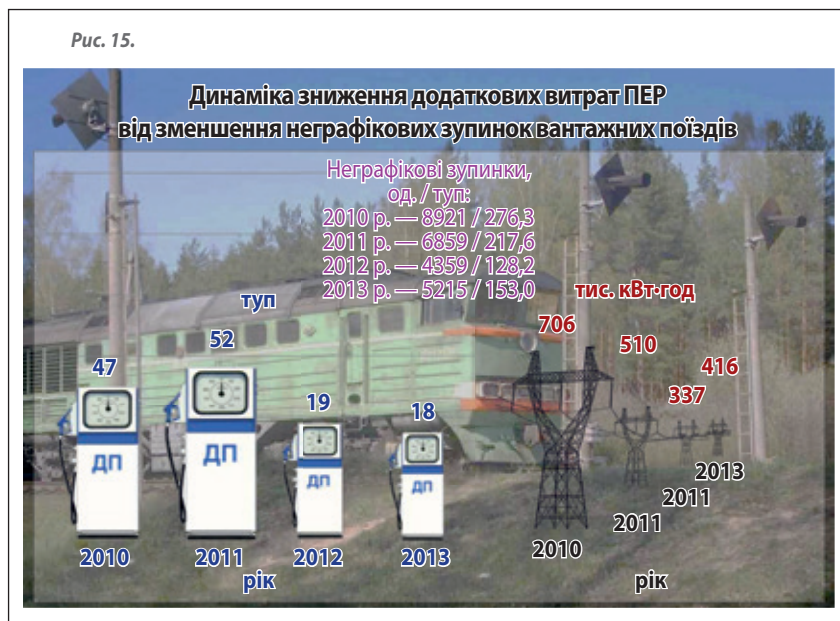 Рис. 15.
Динаміка зниження додаткових витрат ПЕР
від зменшення неграфікових зупинок вантажних поїздів
Неграфікові зупинки,
од. / туп:
2010 р. — 8921 / 276,3
2011 р. — 6859 / 217,6
2012 р. — 4359 / 128,2
2013 р. — 5215 / 153,0
туп
47
52
19
18
ДП
ДП
ДП
ДП
2010
2011
2012
2013
рік
тис. кВт·год
706
510
337
416
2010
2011
2011
2013
рік